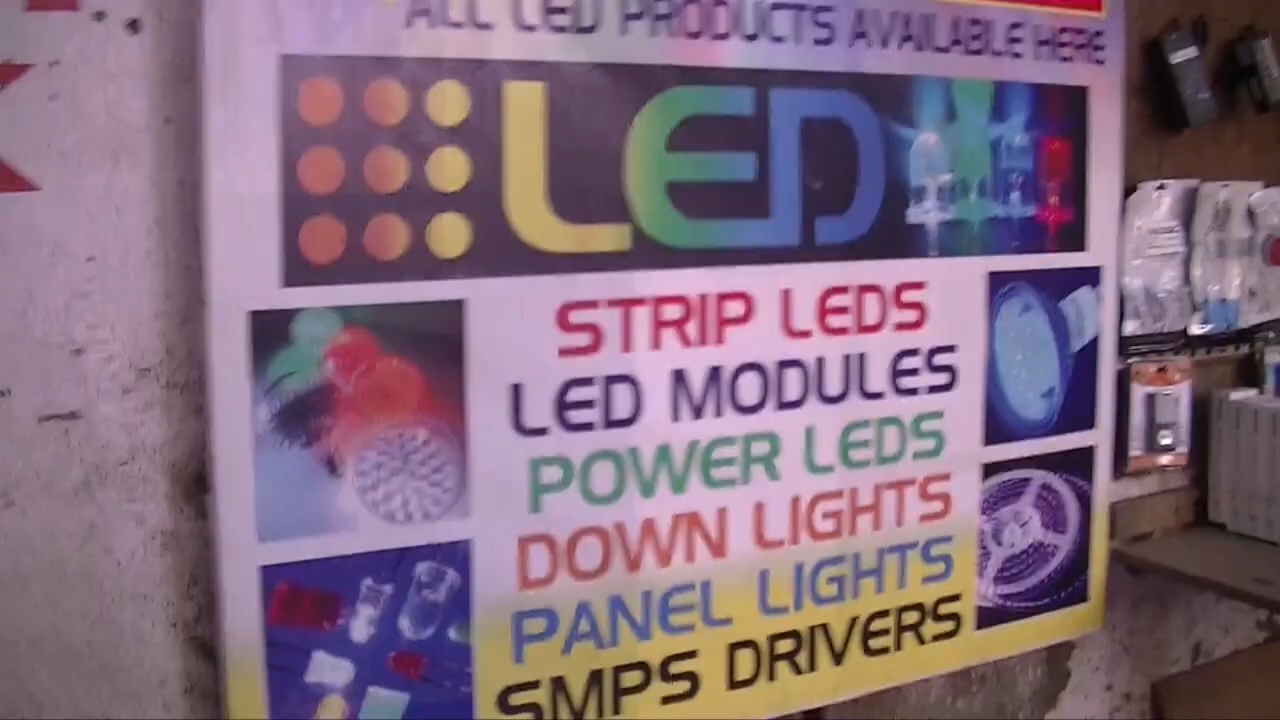 ALL LED PRODUCTS AVAILABLE HERE
LED
STRIP LEDS
LED MODULES
POWER LEDS
DOWN LIGHTS
PANEL LIGHTS
SMPS DRIVERS